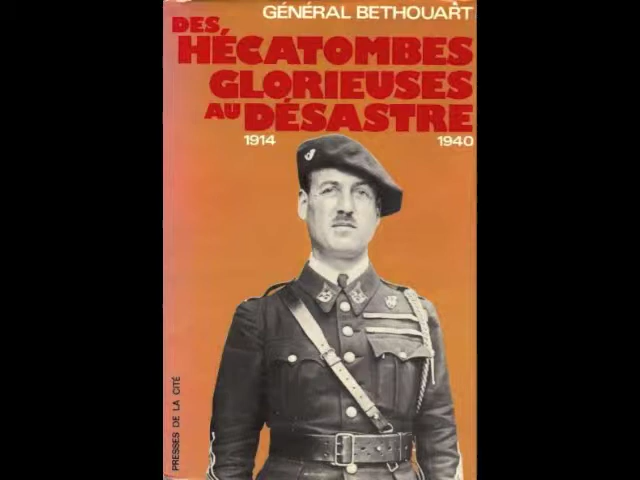 GÉNÉRAL BETHOUART
DES
HÉCATOMBES
GLORIEUSES
AU DÉSASTRE
1914 1940
PRESSES DE LA CITÉ